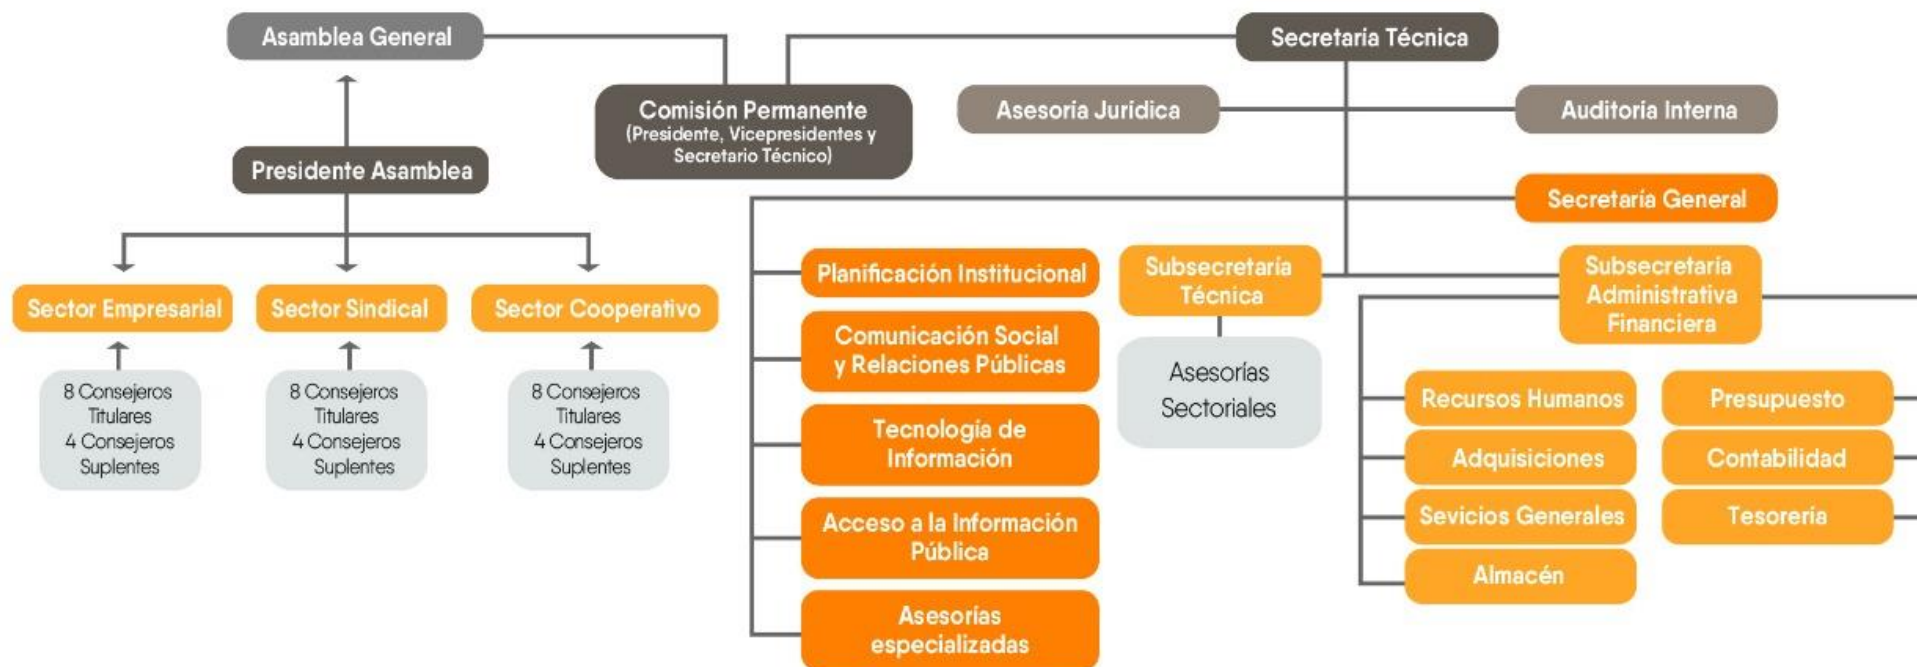 Asamblea General
Secretaría Técnica
Comisión Permanente
(Presidente, Vicepresidentes y
Secretario Técnico)
Asesoría Jurídica
Auditoría Interna
Presidente Asamblea
Secretaría General
Sector Empresarial
Sector Sindical
Sector Cooperativo
8 Consejeros
Titulares
4 Consejeros
Suplentes
8 Consejeros
Titulares
4 Consejeros
Suplentes
8 Consejeros
Titulares
4 Consejeros
Suplentes
Planificación Institucional
Comunicación Social
y Relaciones Públicas
Tecnología de
Información
Acceso a la Información
Pública
Asesorías
especializadas
Subsecretaría
Técnica
Asesorías
Sectoriales
Subsecretaría
Administrativa
Financiera
Recursos Humanos
Adquisiciones
Sevicios Generales
Almacén
Presupuesto
Contabilidad
Tesorería